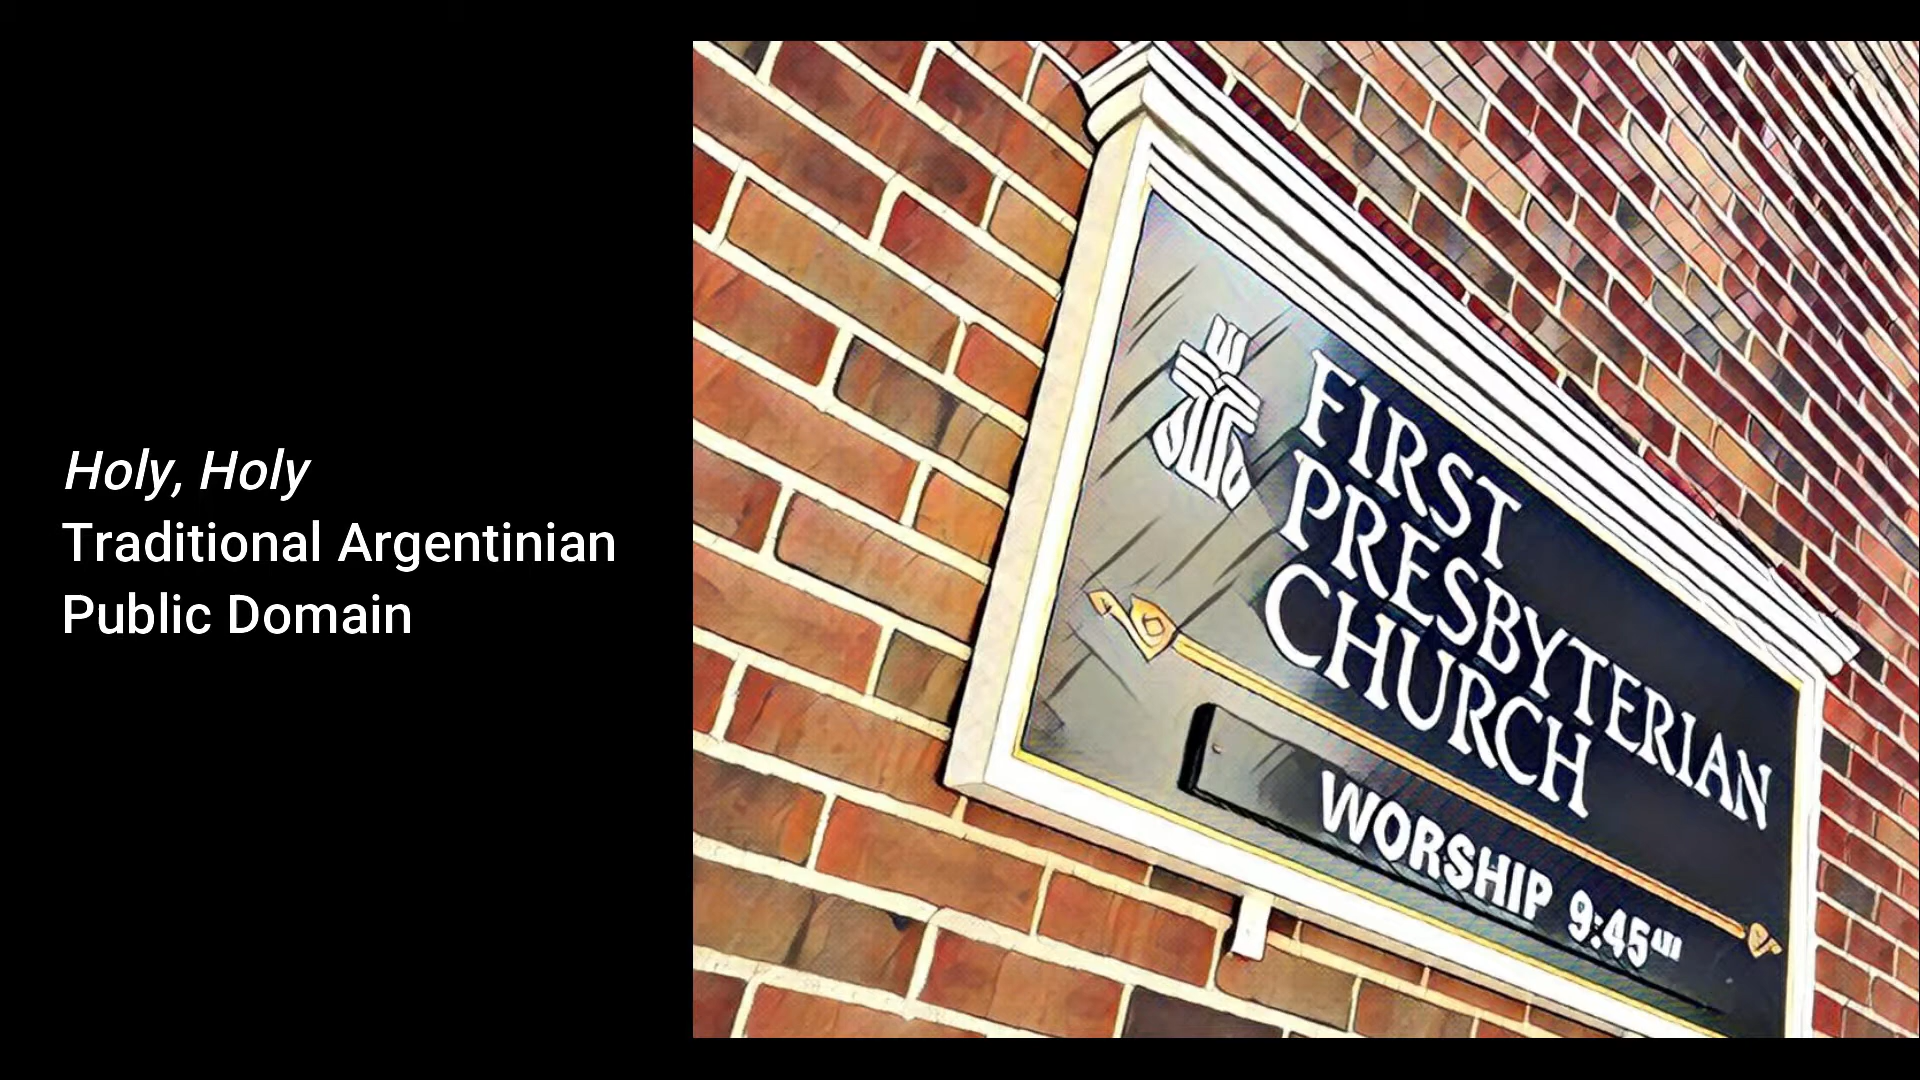 Holy, Holy
Traditional Argentinian
Public Domain
FIRST
PRESBYTERIAN
CHURCH
WORSHIP 9:45